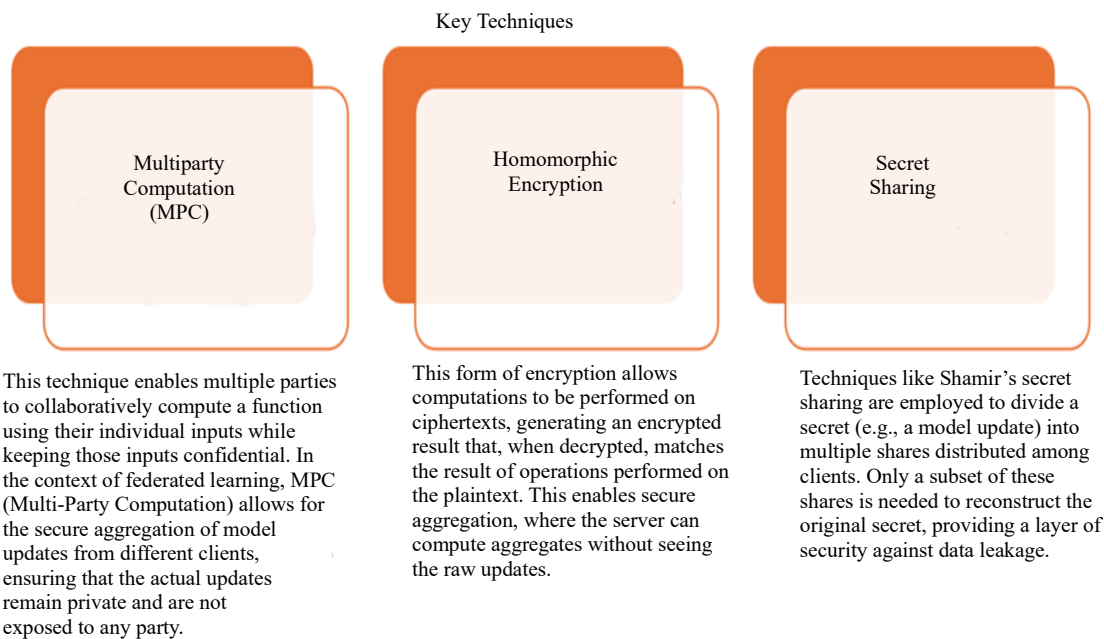 Key Techniques
Multiparty
Computation
(MPC)
Homomorphic
Encryption
Secret
Sharing
This technique enables multiple parties
to collaboratively compute a function
using their individual inputs while
keeping those inputs confidential. In
the context of federated learning, MPC
(Multi-Party Computation) allows for
the secure aggregation of model
updates from different clients,
ensuring that the actual updates
remain private and are not
exposed to any party.
This form of encryption allows
computations to be performed on
ciphertexts, generating an encrypted
result that, when decrypted, matches
the result of operations performed on
the plaintext. This enables secure
aggregation, where the server can
compute aggregates without seeing
the raw updates.
Techniques like Shamir’s secret
sharing are employed to divide a
secret (e.g., a model update) into
multiple shares distributed among
clients. Only a subset of these
shares is needed to reconstruct the
original secret, providing a layer of
security against data leakage.